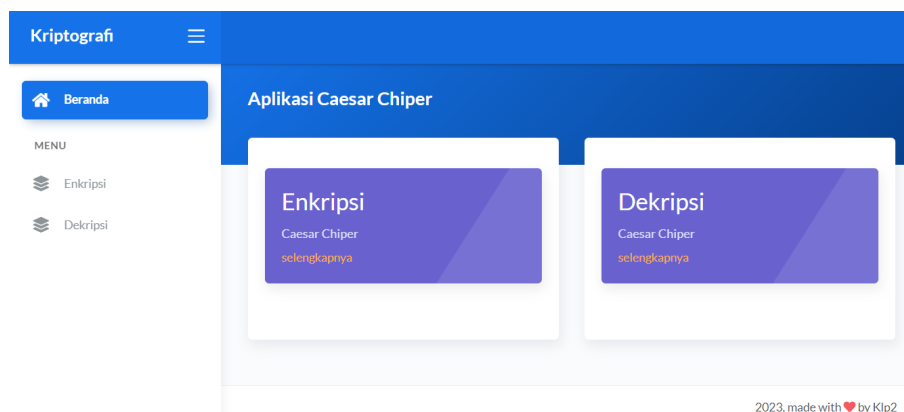 Kriptografi
Beranda
MENU
Enkripsi
Dekripsi
Aplikasi Caesar Chiper
Enkripsi
Caesar Chiper
selengkapnya
Dekripsi
Caesar Chiper
selengkapnya
2023, made with ❤ by Klp2